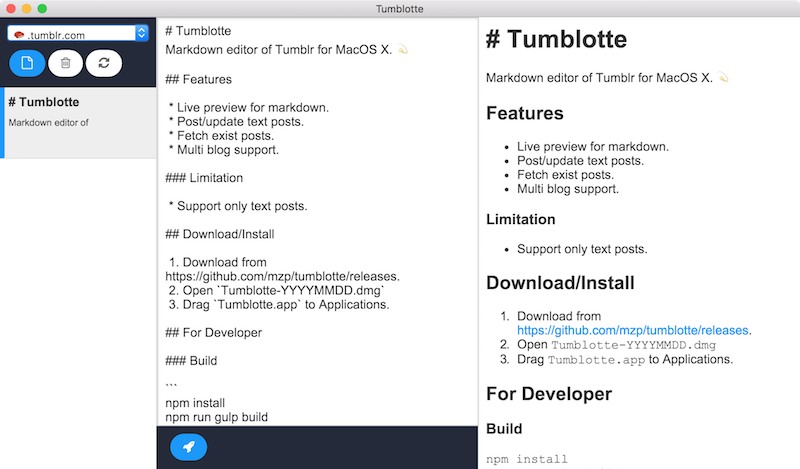 Tumblotte
.tumblr.com
# Tumblotte
Markdown editor of
# Tumblotte
Markdown editor of Tumblr for MacOS X. 💫
## Features
* Live preview for markdown.
* Post/update text posts.
* Fetch exist posts.
* Multi blog support.
### Limitation
* Support only text posts.
## Download/Install
1. Download from
https://github.com/mzp/tumblotte/releases.
2. Open `Tumblotte-YYYYMMDD.dmg`
3. Drag `Tumblotte.app` to Applications.
## For Developer
### Build
```
npm install
npm run gulp build
# Tumblotte
Markdown editor of Tumblr for MacOS X. 💫
Features
• Live preview for markdown.
• Post/update text posts.
• Fetch exist posts.
• Multi blog support.
Limitation
• Support only text posts.
Download/Install
1. Download from
https://github.com/mzp/tumblotte/releases.
2. Open Tumblotte-YYYYMMDD.dmg
3. Drag Tumblotte.app to Applications.
For Developer
Build
npm install